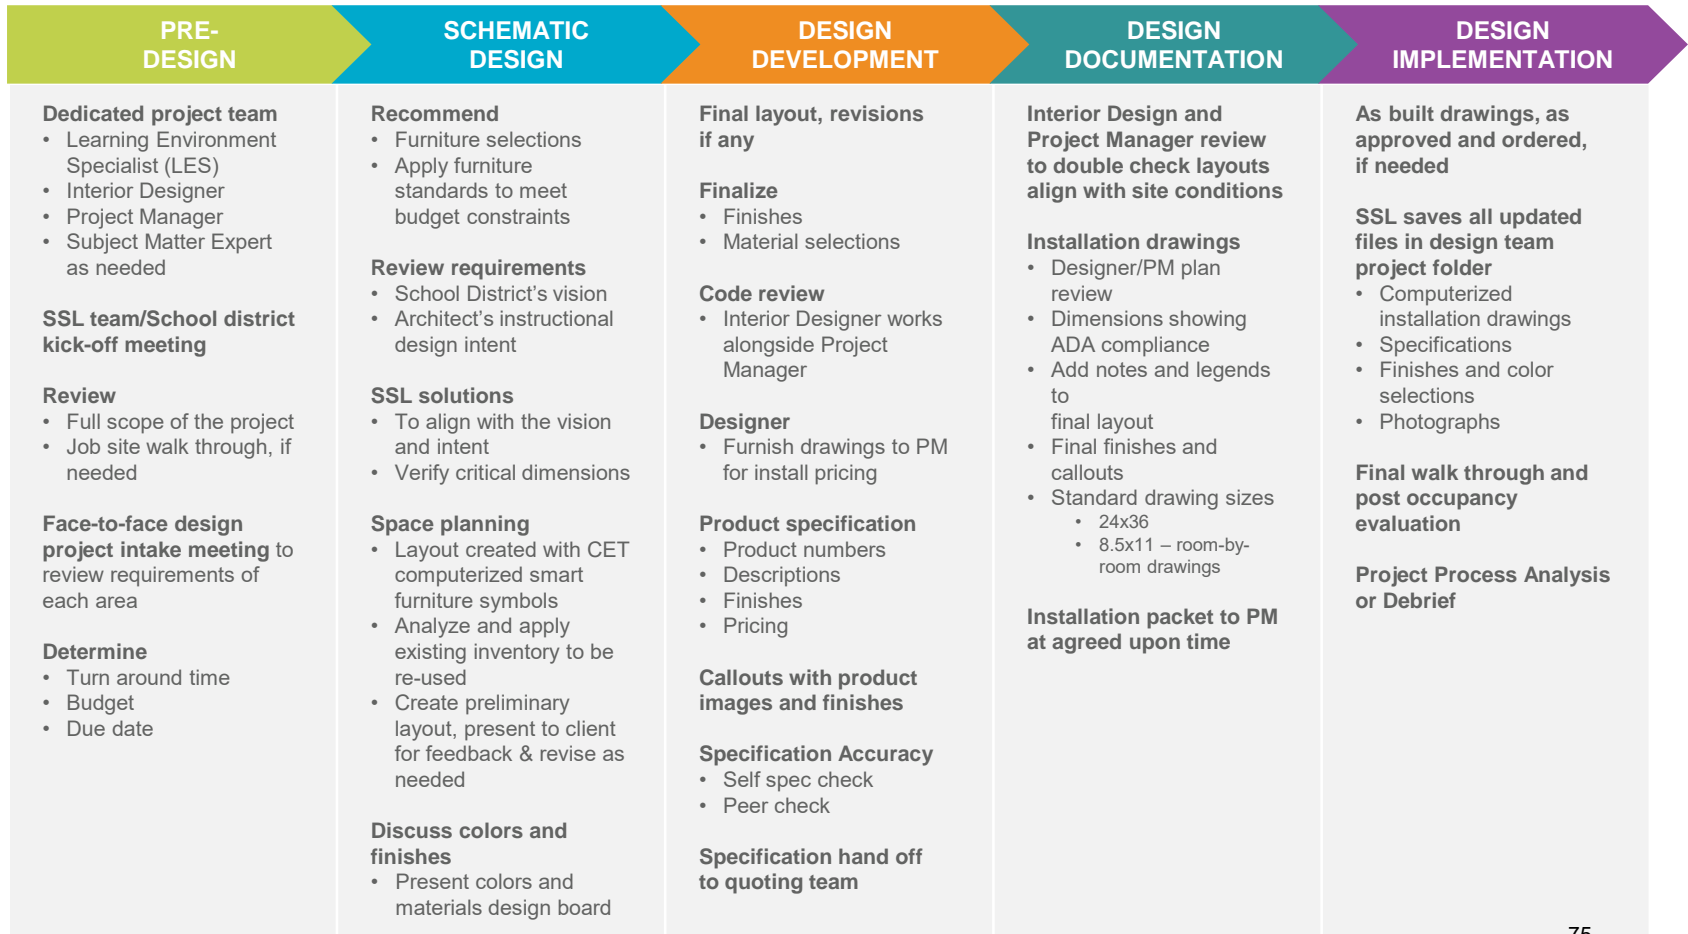 PRE-
DESIGN
SCHEMATIC
DESIGN
DESIGN
DEVELOPMENT
DESIGN
DOCUMENTATION
DESIGN
IMPLEMENTATION
Dedicated project team
• Learning Environment
Specialist (LES)
• Interior Designer
• Project Manager
• Subject Matter Expert
as needed
SSL team/School district
kick-off meeting
Review
• Full scope of the project
• Job site walk through, if
needed
Face-to-face design
project intake meeting to
review requirements of
each area
Determine
• Turn around time
• Budget
• Due date
Recommend
• Furniture selections
• Apply furniture
standards to meet
budget constraints
Review requirements
• School District's vision
• Architect's instructional
design intent
SSL solutions
• To align with the vision
and intent
• Verify critical dimensions
Space planning
• Layout created with CET
computerized smart
furniture symbols
• Analyze and apply
existing inventory to be
re-used
• Create preliminary
layout, present to client
for feedback & revise as
needed
Discuss colors and
finishes
• Present colors and
materials design board
Final layout, revisions
if any
Finalize
• Finishes
• Material selections
Code review
• Interior Designer works
alongside Project
Manager
Designer
• Furnish drawings to PM
for install pricing
Product specification
• Product numbers
• Descriptions
• Finishes
• Pricing
Callouts with product
images and finishes
Specification Accuracy
• Self spec check
• Peer check
Specification hand off
to quoting team
Interior Design and
Project Manager review
to double check layouts
align with site conditions
Installation drawings
• Designer/PM plan
review
• Dimensions showing
ADA compliance
• Add notes and legends
to
final layout
• Final finishes and
callouts
• Standard drawing sizes
• 24x36
• 8.5x11 – room-by-
room drawings
Installation packet to PM
at agreed upon time
As built drawings, as
approved and ordered,
if needed
SSL saves all updated
files in design team
project folder
• Computerized
installation drawings
• Specifications
• Finishes and color
selections
• Photographs
Final walk through and
post occupancy
evaluation
Project Process Analysis
or Debrief
75